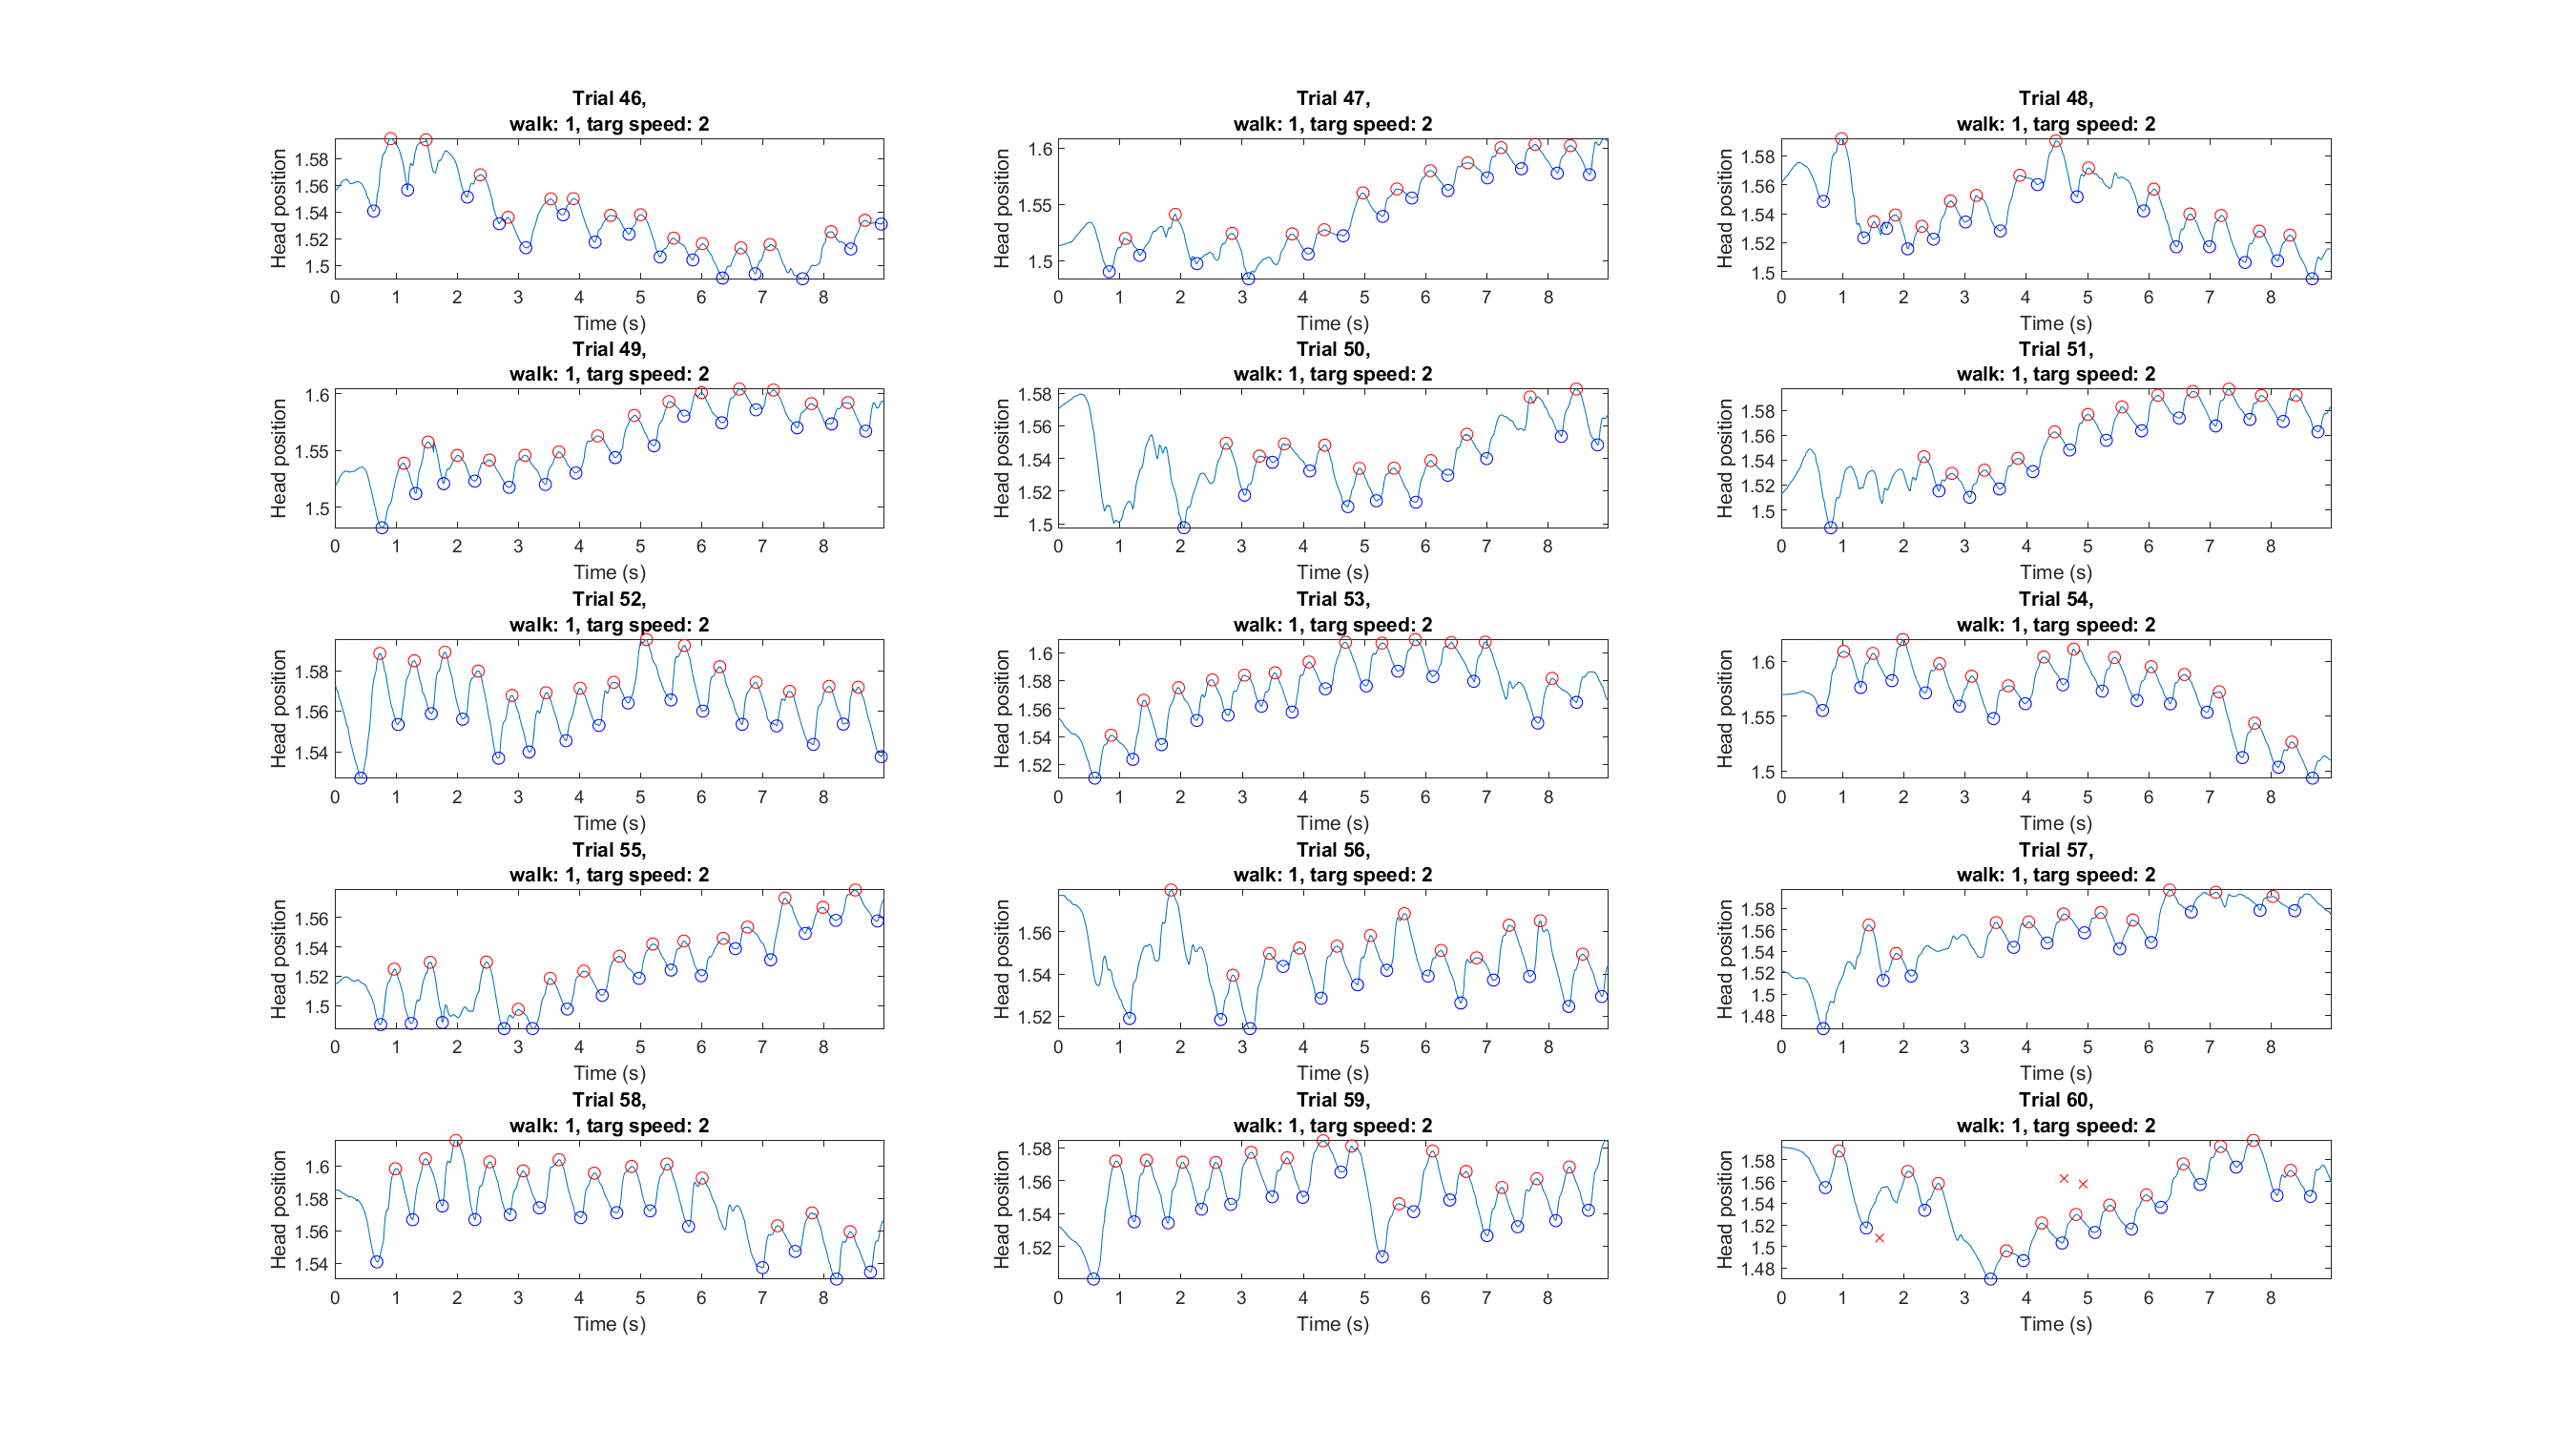 Trial 46,
walk: 1, targ speed: 2
Head position
1.58
1.56
1.54
1.52
1.5
0 1 2 3 4 5 6 7 8
Time (s)
Trial 47,
walk: 1, targ speed: 2
Head position
1.6
1.55
1.5
0 1 2 3 4 5 6 7 8
Time (s)
Trial 48,
walk: 1, targ speed: 2
Head position
1.58
1.56
1.54
1.52
1.5
0 1 2 3 4 5 6 7 8
Time (s)
Trial 49,
walk: 1, targ speed: 2
Head position
1.6
1.55
1.5
0 1 2 3 4 5 6 7 8
Time (s)
Trial 50,
walk: 1, targ speed: 2
Head position
1.58
1.56
1.54
1.52
1.5
0 1 2 3 4 5 6 7 8
Time (s)
Trial 51,
walk: 1, targ speed: 2
Head position
1.58
1.56
1.54
1.52
1.5
0 1 2 3 4 5 6 7 8
Time (s)
Trial 52,
walk: 1, targ speed: 2
Head position
1.58
1.56
1.54
0 1 2 3 4 5 6 7 8
Time (s)
Trial 53,
walk: 1, targ speed: 2
Head position
1.6
1.58
1.56
1.54
1.52
0 1 2 3 4 5 6 7 8
Time (s)
Trial 54,
walk: 1, targ speed: 2
Head position
1.6
1.55
1.5
0 1 2 3 4 5 6 7 8
Time (s)
Trial 55,
walk: 1, targ speed: 2
Head position
1.56
1.54
1.52
1.5
0 1 2 3 4 5 6 7 8
Time (s)
Trial 56,
walk: 1, targ speed: 2
Head position
1.56
1.54
1.52
0 1 2 3 4 5 6 7 8
Time (s)
Trial 57,
walk: 1, targ speed: 2
Head position
1.58
1.56
1.54
1.52
1.5
1.48
0 1 2 3 4 5 6 7 8
Time (s)
Trial 58,
walk: 1, targ speed: 2
Head position
1.6
1.58
1.56
1.54
0 1 2 3 4 5 6 7 8
Time (s)
Trial 59,
walk: 1, targ speed: 2
Head position
1.58
1.56
1.54
1.52
0 1 2 3 4 5 6 7 8
Time (s)
Trial 60,
walk: 1, targ speed: 2
Head position
1.58
1.56
1.54
1.52
1.5
1.48
0 1 2 3 4 5 6 7 8
Time (s)